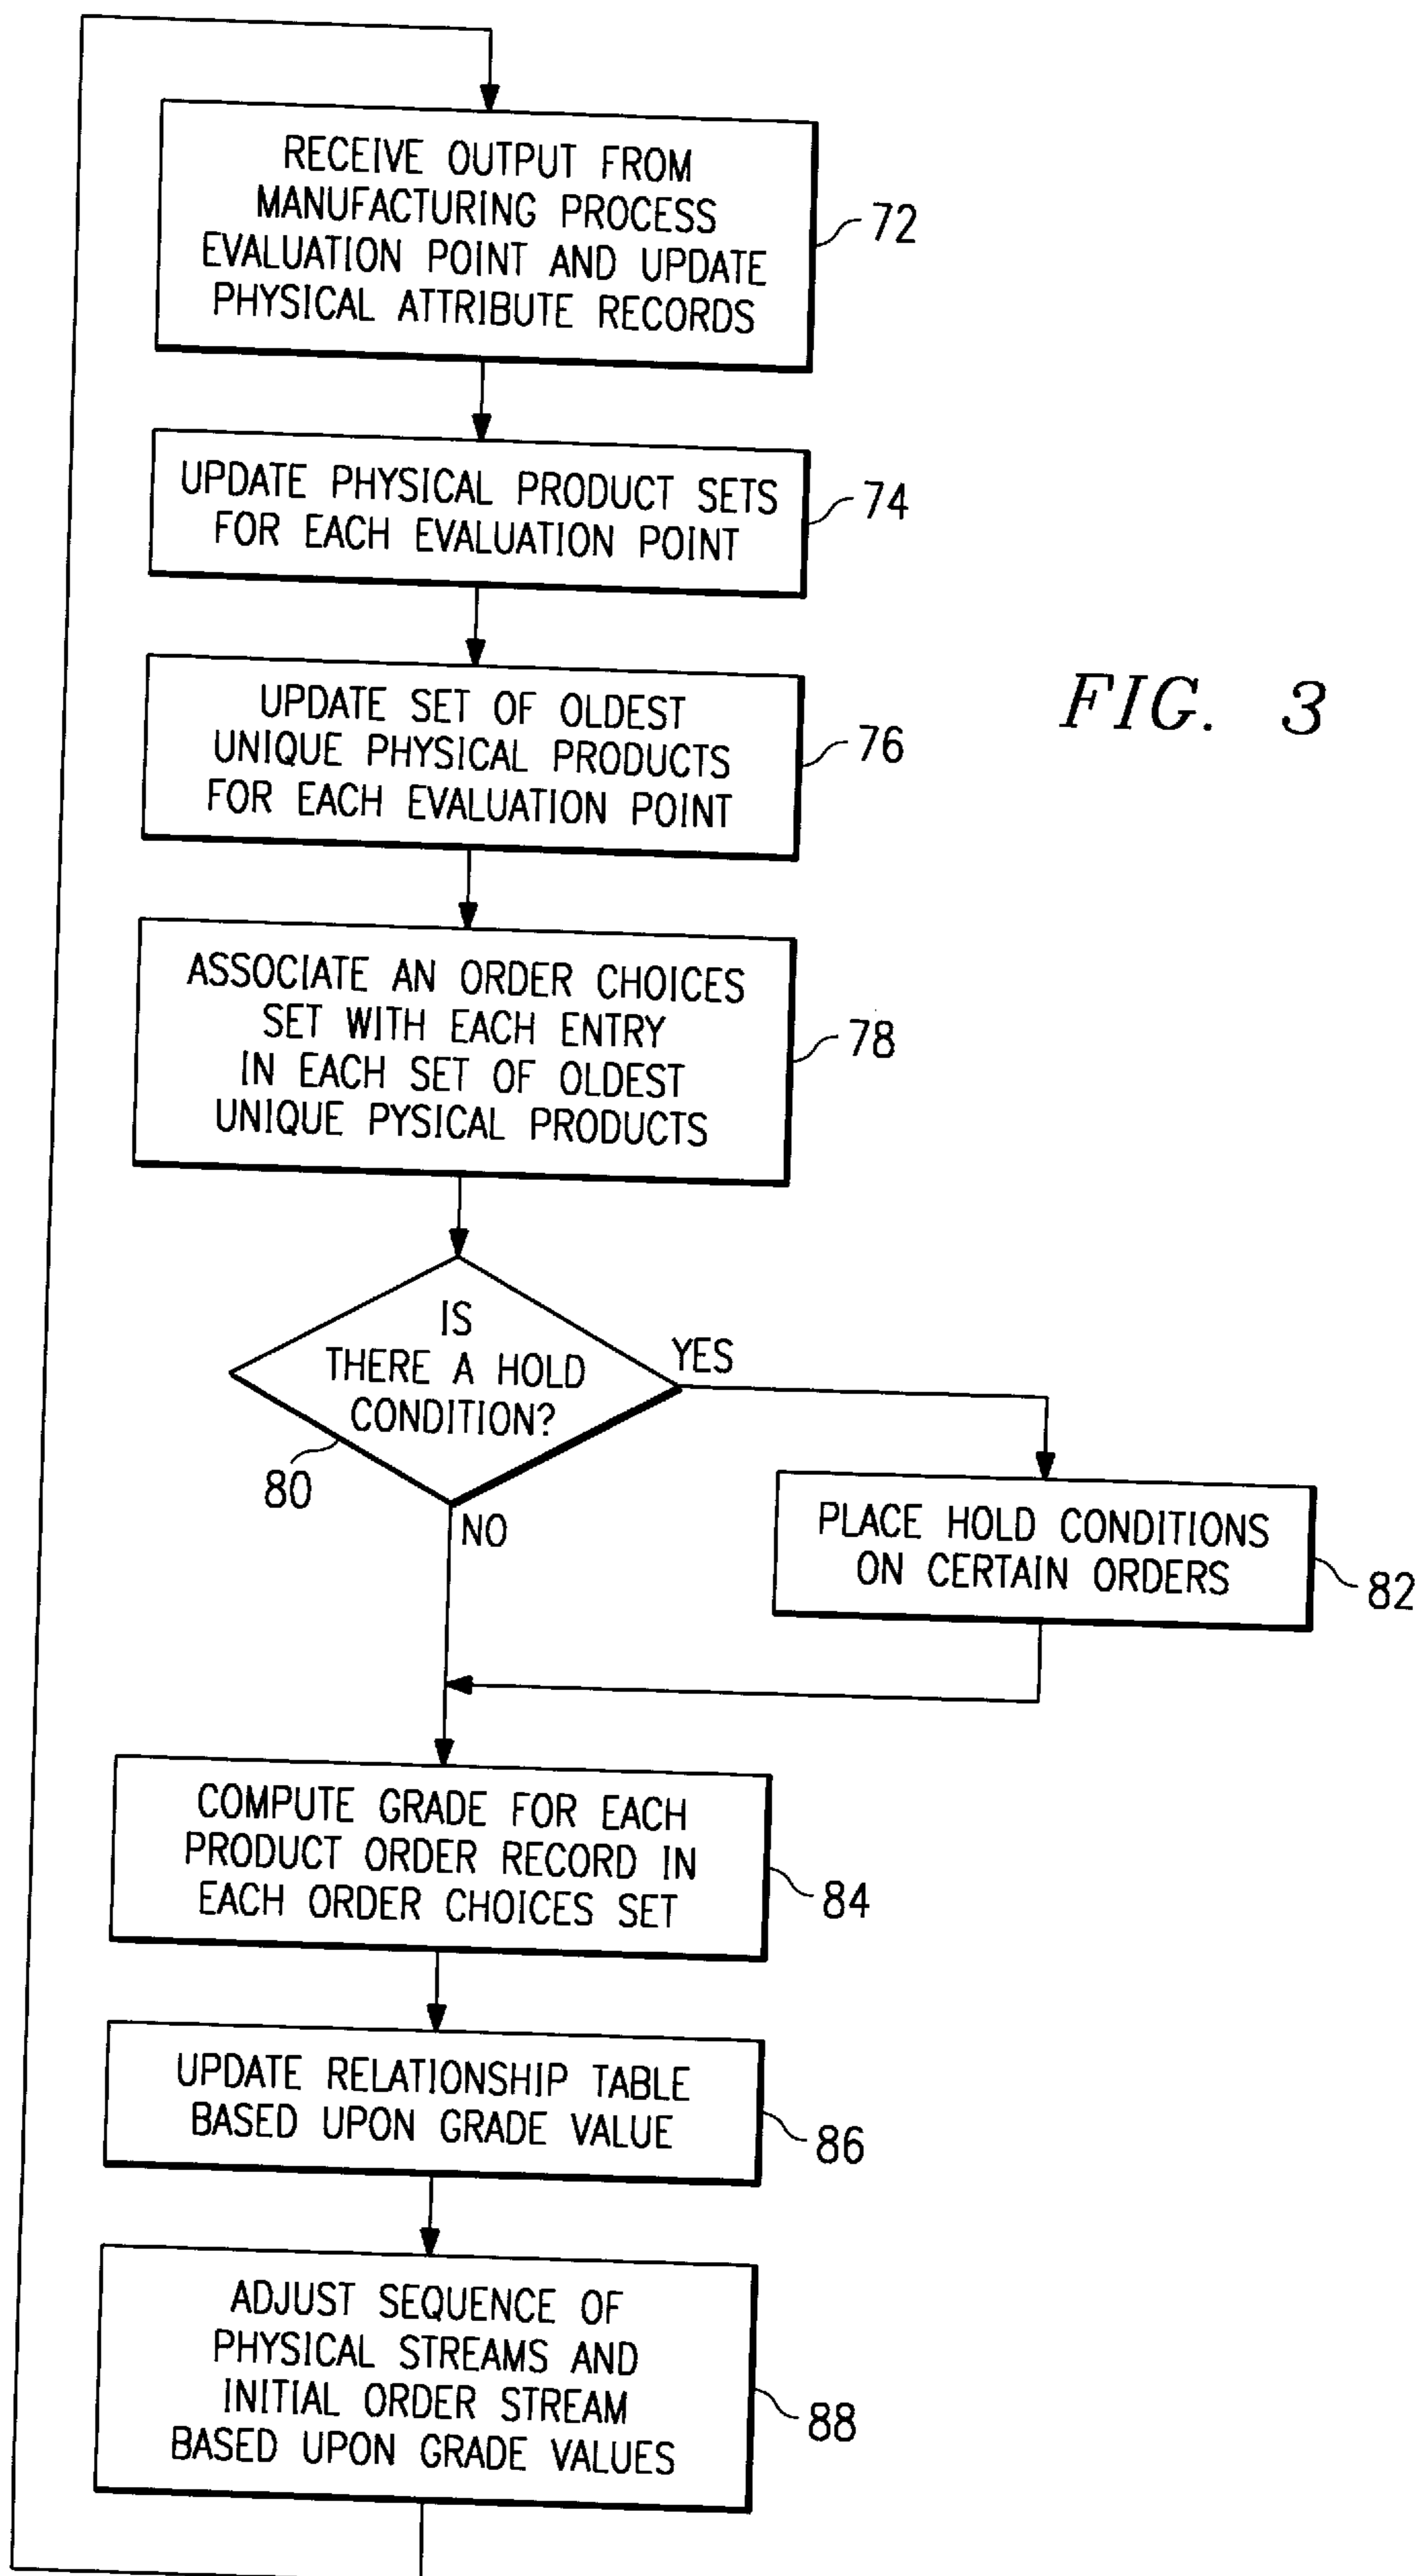 RECEIVE OUTPUT FROM
MANUFACTURING PROCESS
EVALUATION POINT AND UPDATE
PHYSICAL ATTRIBUTE RECORDS
72
UPDATE PHYSICAL PRODUCT SETS
FOR EACH EVALUATION POINT
74
UPDATE SET OF OLDEST
UNIQUE PHYSICAL PRODUCTS
FOR EACH EVALUATION POINT
76
FIG. 3
ASSOCIATE AN ORDER CHOICES
SET WITH EACH ENTRY
IN EACH SET OF OLDEST
UNIQUE PYSICAL PRODUCTS
78
IS
THERE A HOLD
CONDITION?
YES
80
NO
PLACE HOLD CONDITIONS
ON CERTAIN ORDERS
82
COMPUTE GRADE FOR EACH
PRODUCT ORDER RECORD IN
EACH ORDER CHOICES SET
84
UPDATE RELATIONSHIP TABLE
BASED UPON GRADE VALUE
86
ADJUST SEQUENCE OF
PHYSICAL STREAMS AND
INITIAL ORDER STREAM
BASED UPON GRADE VALUES
88